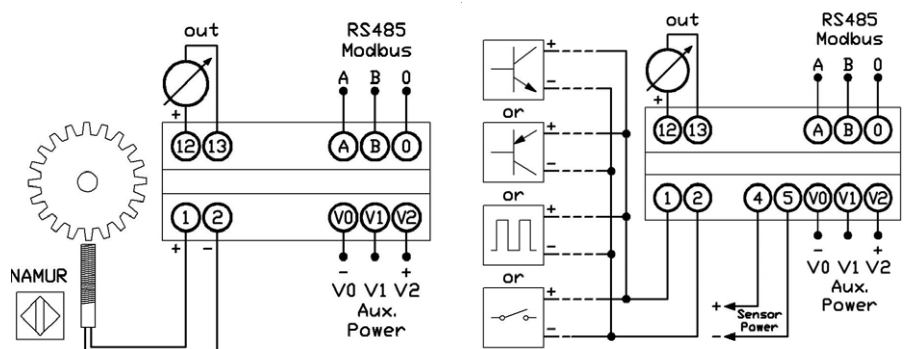 out
RS485
Modbus
A B 0
+
12 13 A B 0
1 2 V0 V1 V2
+ -
- +
V0 V1 V2
Aux.
Power
NAMUR
+
-
or
+
-
or
+
-
or
+
-
out
RS485
Modbus
A B 0
+
12 13 A B 0
1 2 4 5 V0 V1 V2
- +
V0 V1 V2
Aux.
Power
+
Sensor
Power
-